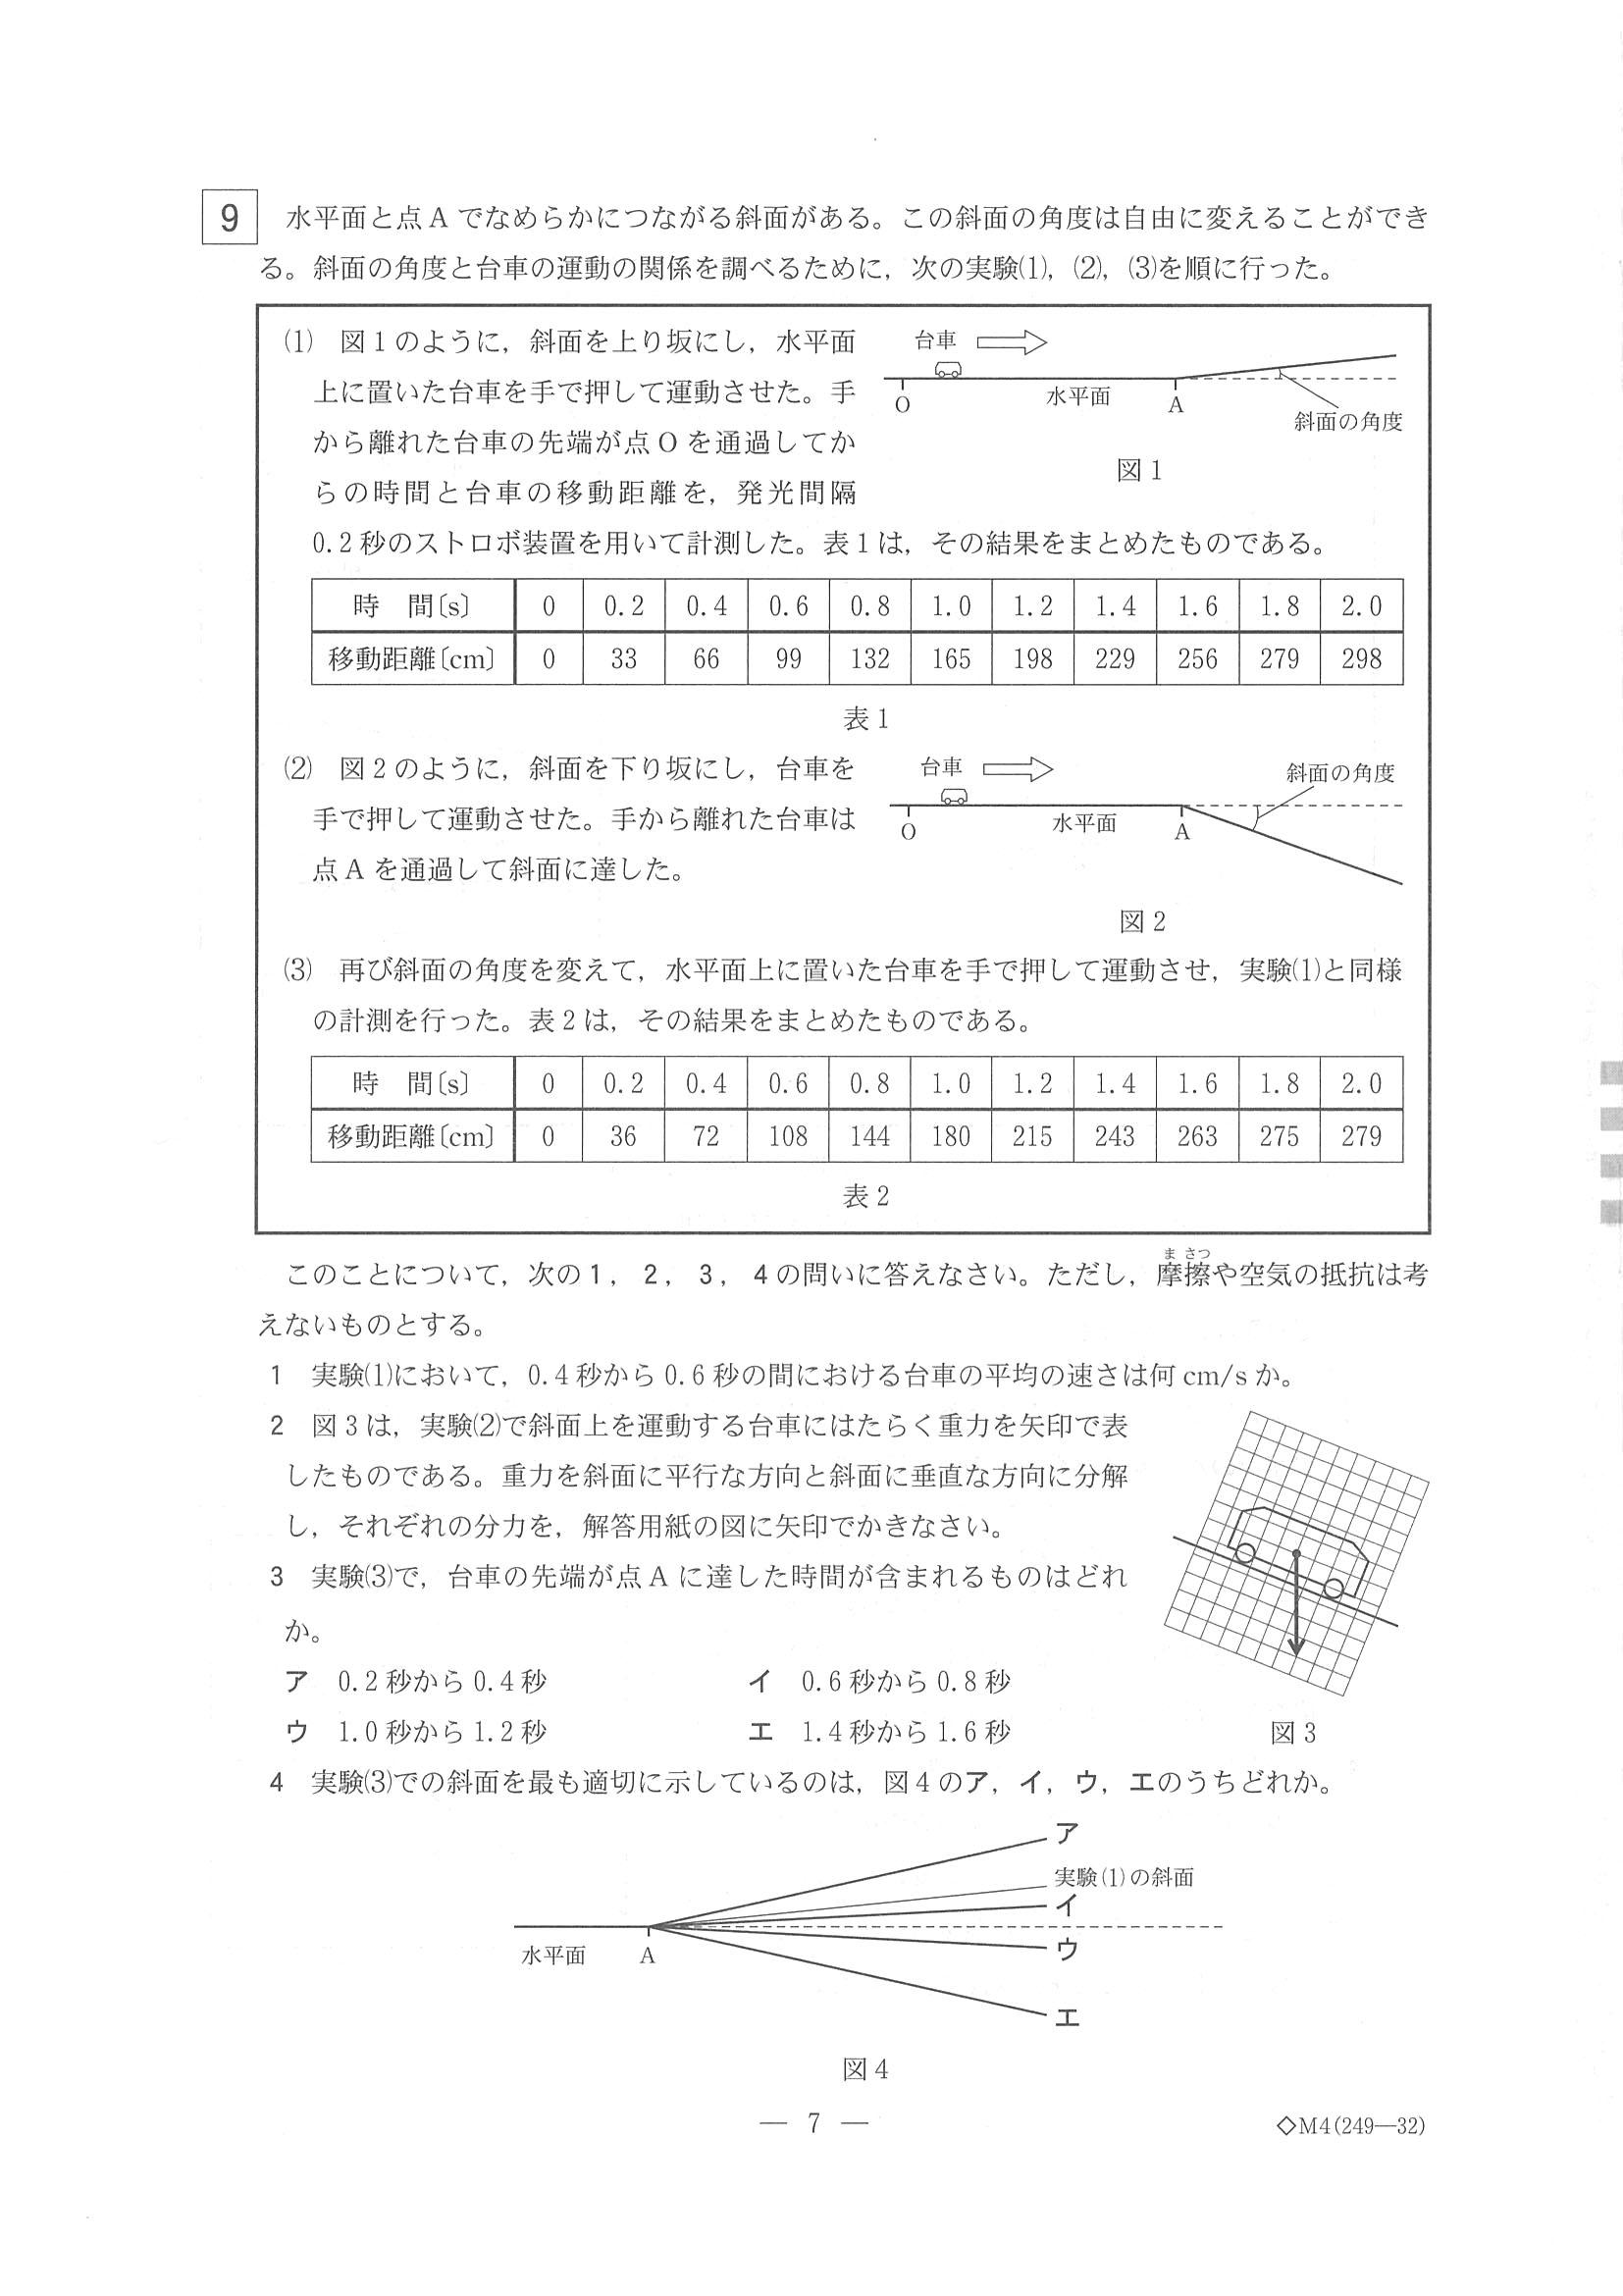 9 水平面と点Aでなめらかにつながる斜面がある。この斜面の角度は自由に変えることができ
る。斜面の角度と台車の運動の関係を調べるために，次の実験⑴，⑵，⑶を順に行った。
⑴ 図1のように，斜面を上り坂にし，水平面
上に置いた台車を手で押して運動させた。手
から離れた台車の先端が点Oを通過してか
らの時間と台車の移動距離を，発光間隔
0.2秒のストロボ装置を用いて計測した。表1は，その結果をまとめたものである。
台車
O
水平面
A
斜面の角度
図1
時 間〔s〕 0 0.2 0.4 0.6 0.8 1.0 1.2 1.4 1.6 1.8 2.0
移動距離〔cm〕 0 33 66 99 132 165 198 229 256 279 298
表1
⑵ 図2のように，斜面を下り坂にし，台車を
手で押して運動させた。手から離れた台車は
点Aを通過して斜面に達した。
台車
斜面の角度
O
水平面
A
図2
⑶ 再び斜面の角度を変えて，水平面上に置いた台車を手で押して運動させ，実験⑴と同様
の計測を行った。表2は，その結果をまとめたものである。
時 間〔s〕 0 0.2 0.4 0.6 0.8 1.0 1.2 1.4 1.6 1.8 2.0
移動距離〔cm〕 0 36 72 108 144 180 215 243 263 275 279
表2
ま さつ
このことについて，次の1，2，3，4の問いに答えなさい。ただし，摩擦や空気の抵抗は考
えないものとする。
1 実験⑴において，0.4秒から0.6秒の間における台車の平均の速さは何cm/sか。
2 図3は，実験⑵で斜面上を運動する台車にはたらく重力を矢印で表
したものである。重力を斜面に平行な方向と斜面に垂直な方向に分解
し，それぞれの分力を，解答用紙の図に矢印でかきなさい。
3 実験⑶で，台車の先端が点Aに達した時間が含まれるものはどれ
か。
ア 0.2秒から0.4秒 イ 0.6秒から0.8秒
ウ 1.0秒から1.2秒 エ 1.4秒から1.6秒
図3
4 実験⑶での斜面を最も適切に示しているのは，図4のア，イ，ウ，エのうちどれか。
ア
実験⑴の斜面
イ
ウ
エ
水平面
A
図4
― 7 ―
◇M4(249―32)